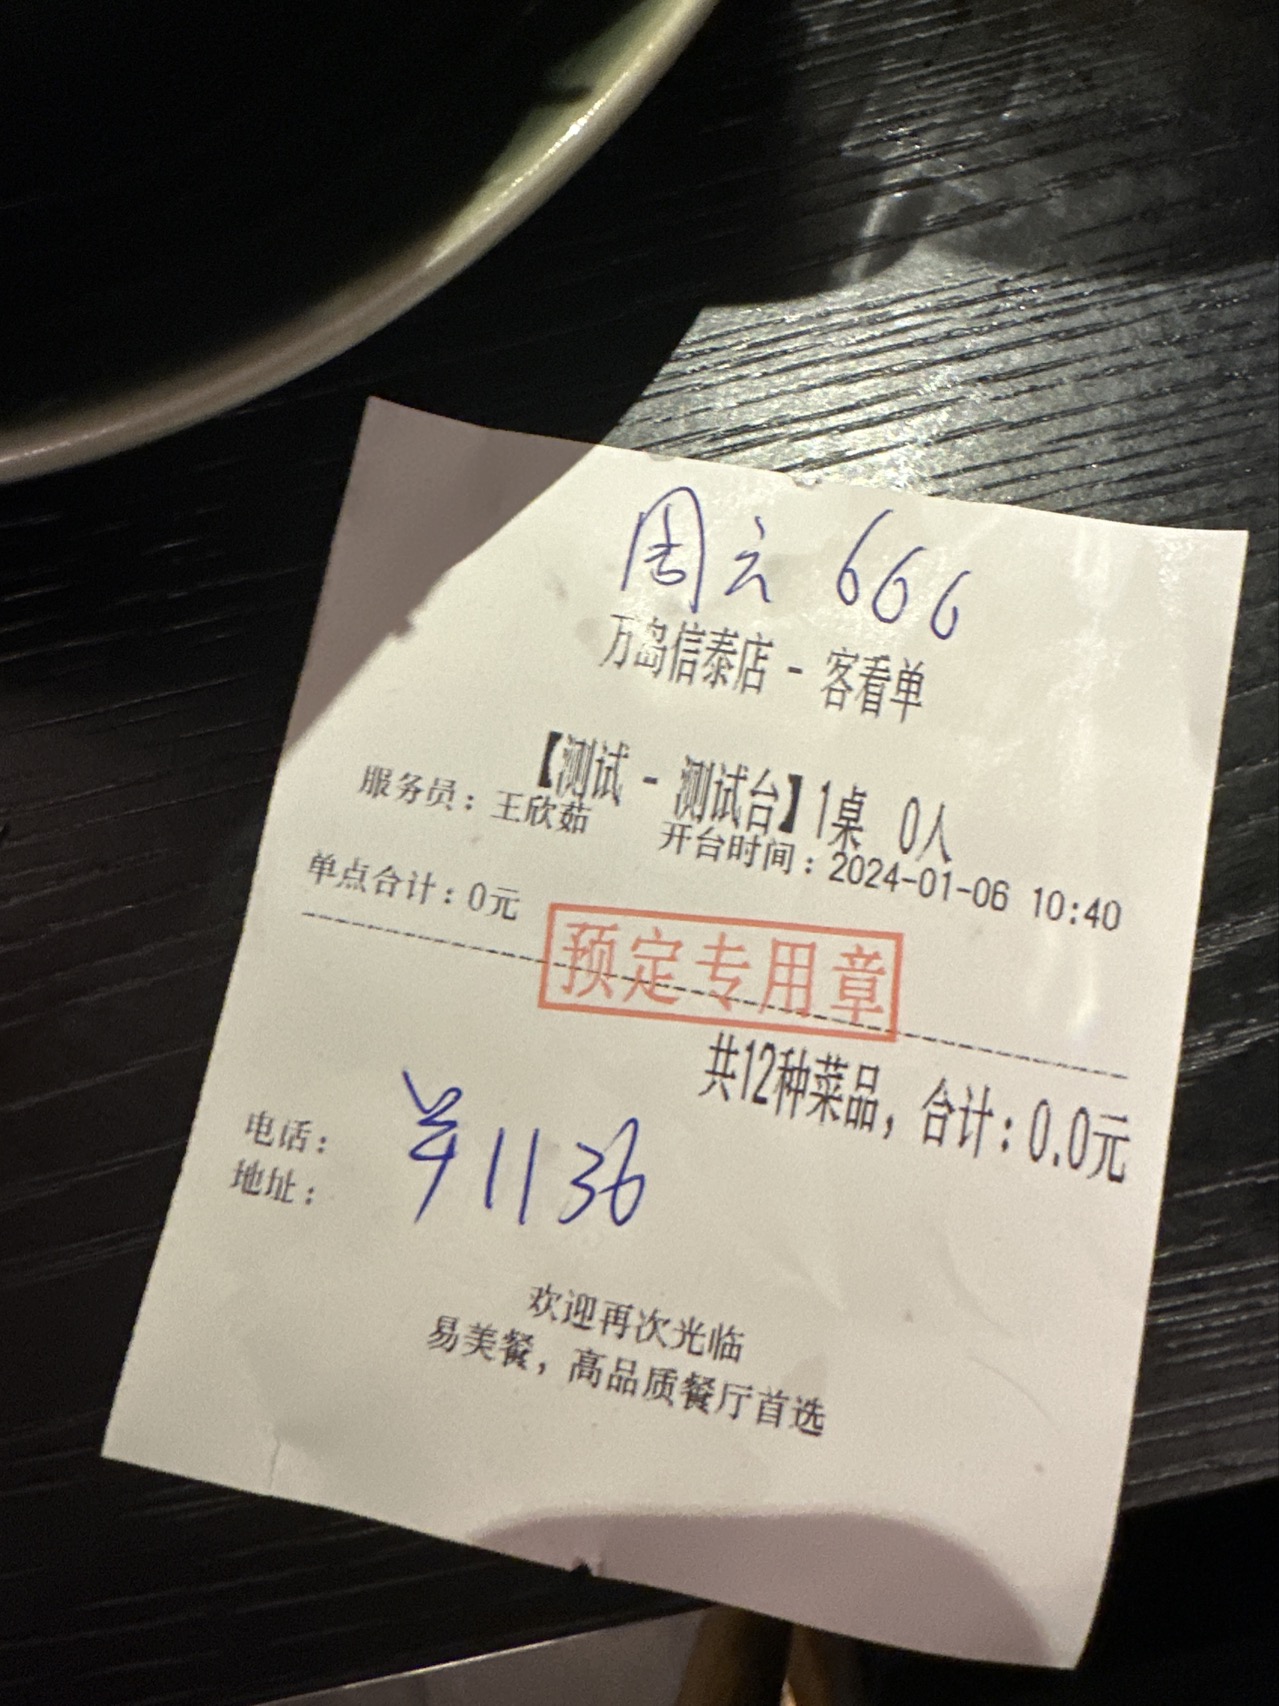 周云 666
万岛信泰店 - 客看单
【测试 - 测试台】1桌 0人
服务员：王欣茹 开台时间：2024-01-06 10:40
单点合计：0元
预定专用章
共12种菜品，合计：0.0元
电话：
地址：
¥1136
欢迎再次光临
易美餐，高品质餐厅首选